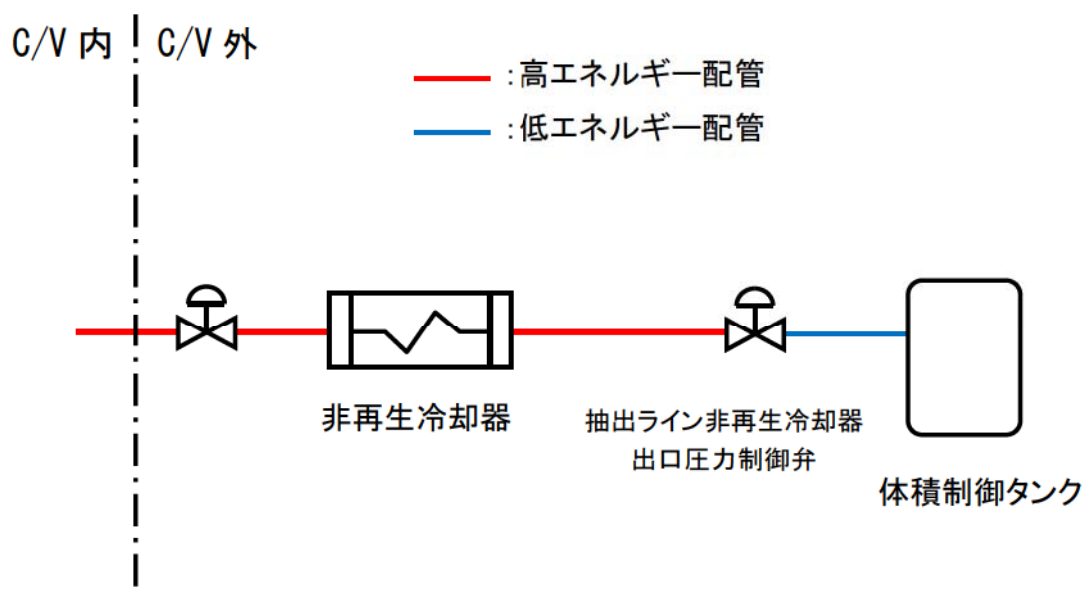 C/V 内
C/V 外
:高エネルギー配管
:低エネルギー配管
非再生冷却器
抽出ライン非再生冷却器
出口圧力制御弁
体積制御タンク